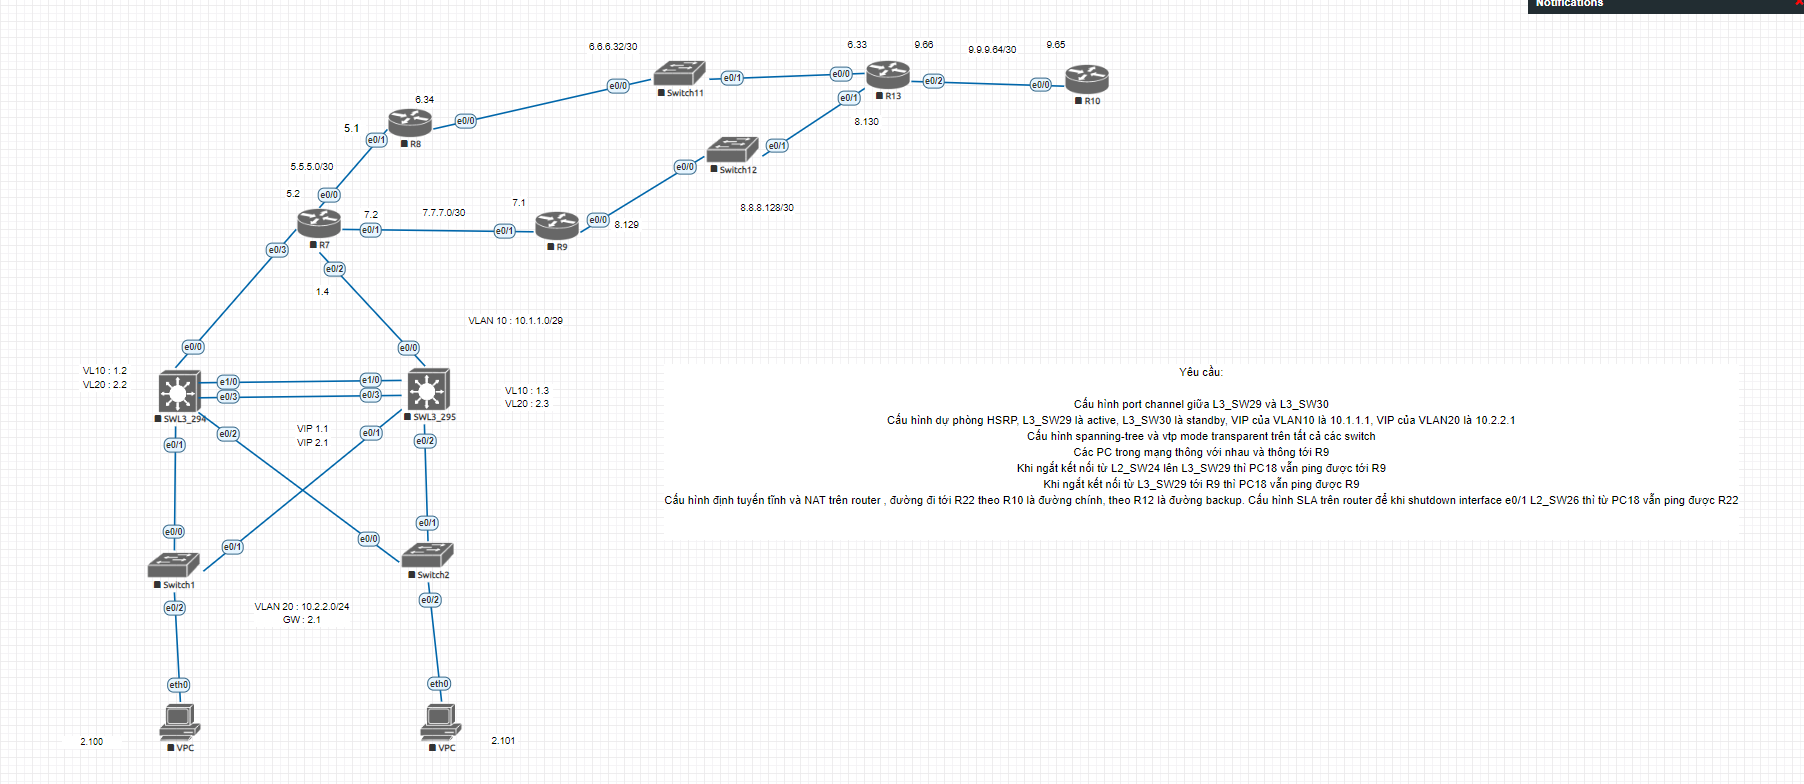 Notifications
6.6.6.32/30
6.33
9.66
9.9.9.64/30
9.65
e0/0
Switch11
e0/1
e0/0
R13
e0/2
e0/0
R10
e0/1
8.130
6.34
5.1
e0/1
R8
e0/0
Switch12
e0/1
e0/0
5.5.5.0/30
5.2
e0/0
7.2
7.7.7.0/30
7.1
8.8.8.128/30
R7
e0/1
e0/1
R9
e0/0
8.129
e0/3
e0/2
1.4
VLAN 10 : 10.1.1.0/29
e0/0
e0/0
VL10 : 1.2
VL20 : 2.2
e1/0
e1/0
e0/3
e0/3
VL10 : 1.3
VL20 : 2.3
SWL3_294
SWL3_295
VIP 1.1
VIP 2.1
e0/1
e0/2
e0/1
e0/2
Yêu cầu:
Cấu hình port channel giữa L3_SW29 và L3_SW30
Cấu hình dự phòng HSRP, L3_SW29 là active, L3_SW30 là standby, VIP của VLAN10 là 10.1.1.1, VIP của VLAN20 là 10.2.2.1
Cấu hình spanning-tree và vtp mode transparent trên tất cả các switch
Các PC trong mạng thông với nhau và thông tới R9
Khi ngắt kết nối từ L2_SW24 lên L3_SW29 thì PC18 vẫn ping được tới R9
Khi ngắt kết nối từ L3_SW29 tới R9 thì PC18 vẫn ping được R9
Cấu hình định tuyến tĩnh và NAT trên router , đường đi tới R22 theo R10 là đường chính, theo R12 là đường backup. Cấu hình SLA trên router để khi shutdown interface e0/1 L2_SW26 thì từ PC18 vẫn ping được R22
e0/0
e0/1
e0/0
e0/1
Switch1
Switch2
e0/2
VLAN 20 : 10.2.2.0/24
GW : 2.1
e0/2
eth0
eth0
2.100
VPC
VPC
2.101